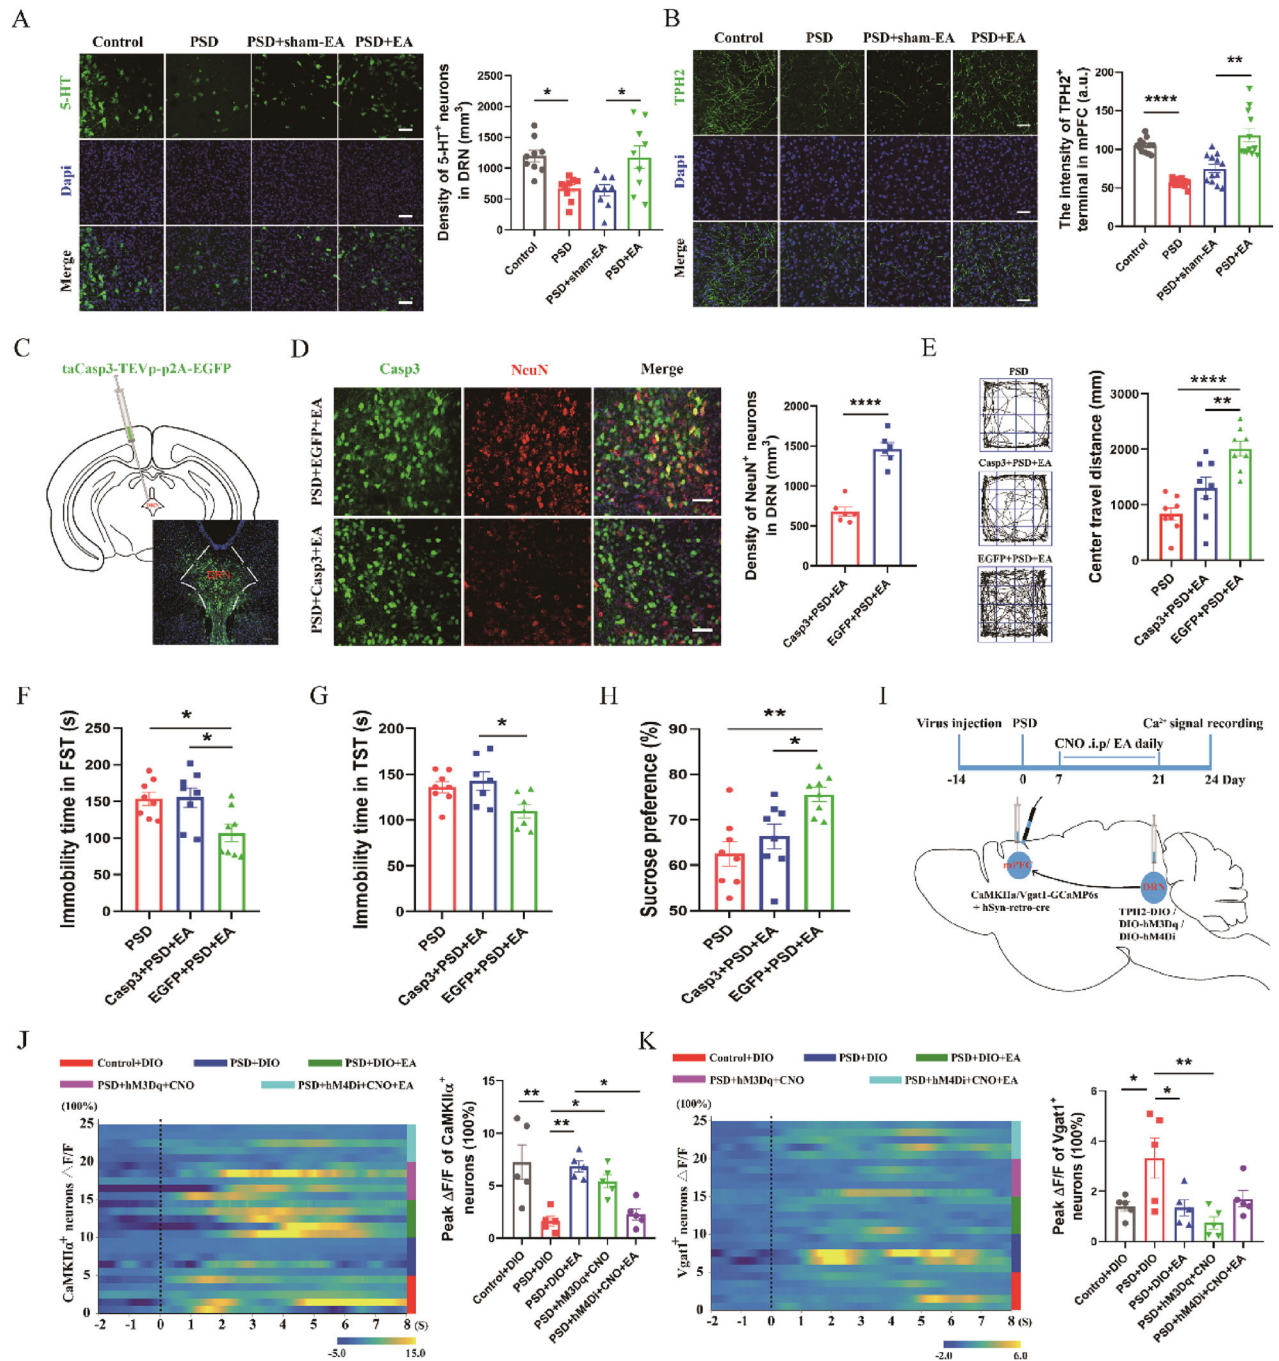 A
Control PSD PSD+sham-EA PSD+EA
5-HT
Dapi
Merge
Density of 5-HT+ neurons
in DRN (mm3)
2500
2000
1500
1000
500
0
* *
Control
PSD
PSD+sham-EA
PSD+EA
B
Control PSD PSD+sham-EA PSD+EA
TPH2
Dapi
Merge
The intensity of TPH2+
terminal in mPFC (a.u.)
200
150
100
50
0
**** **
Control
PSD
PSD+sham-EA
PSD+EA
C
taCasp3-TEVp-p2A-EGFP
DRN
DRN
D
Casp3 NeuN Merge
PSD+EGFP+EA
PSD+Casp3+EA
Density of NeuN+ neurons
in DRN (mm3)
2000
1500
1000
500
0
****
Casp3+PSD+EA
EGFP+PSD+EA
E
PSD
Casp3+PSD+EA
EGFP+PSD+EA
Center travel distance (mm)
3000
2000
1000
0
****
**
PSD
Casp3+PSD+EA
EGFP+PSD+EA
F
Immobility time in FST (s)
250
200
150
100
50
0
*
*
PSD
Casp3+PSD+EA
EGFP+PSD+EA
G
Immobility time in TST (s)
200
150
100
50
0
*
PSD
Casp3+PSD+EA
EGFP+PSD+EA
H
Sucrose preference (%)
90
80
70
60
50
**
*
PSD
Casp3+PSD+EA
EGFP+PSD+EA
I
Virus injection PSD Ca2+ signal recording
CNO .i.p/ EA daily
-14 0 7 21 24 Day
mPFC
DRN
CaMKIIa/Vgat1-GCaMP6s
+ hSyn-retro-cre
TPH2-DIO /
DIO-hM3Dq /
DIO-hM4Di
J
Control+DIO PSD+DIO PSD+DIO+EA
PSD+hM3Dq+CNO PSD+hM4Di+CNO+EA
(100%)
CaMKIIα+ neurons △F/F
25
20
15
10
5
0
-2 -1 0 1 2 3 4 5 6 7 8 (S)
-5.0 15.0
Peak ΔF/F of CaMKIIα+
neurons (100%)
15
10
5
0
** * *
**
Control+DIO
PSD+DIO
PSD+DIO+EA
PSD+hM3Dq+CNO
PSD+hM4Di+CNO+EA
K
Control+DIO PSD+DIO PSD+DIO+EA
PSD+hM3Dq+CNO PSD+hM4Di+CNO+EA
(100%)
Vgat1+ neurons △F/F
25
20
15
10
5
0
-2 -1 0 1 2 3 4 5 6 7 8 (S)
-2.0 6.0
Peak ΔF/F of Vgat1+
neurons (100%)
6
4
2
0
* **
*
Control+DIO
PSD+DIO
PSD+DIO+EA
PSD+hM3Dq+CNO
PSD+hM4Di+CNO+EA